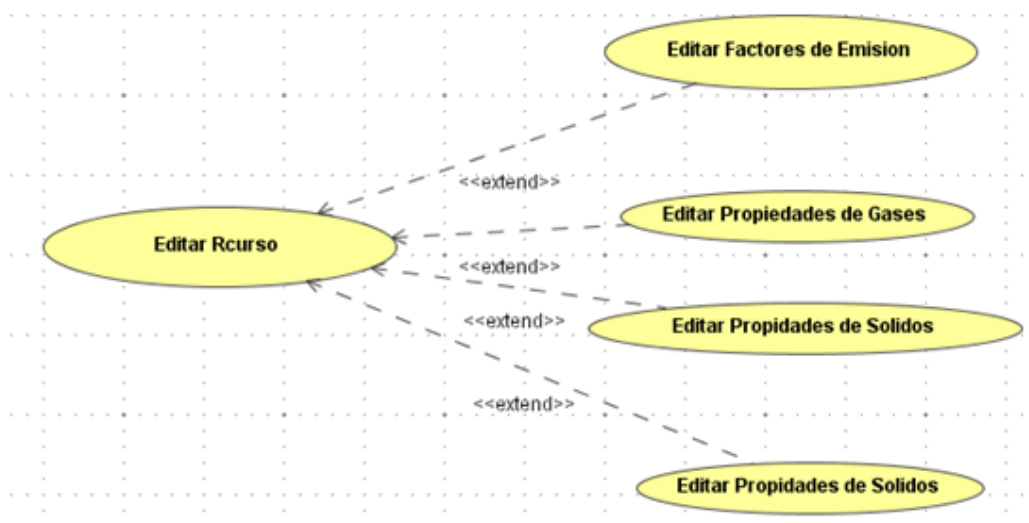 Editar Factores de Emision
<<extend>>
Editar Propiedades de Gases
Editar Rcurso
<<extend>>
<<extend>>
Editar Propidades de Solidos
<<extend>>
Editar Propidades de Solidos